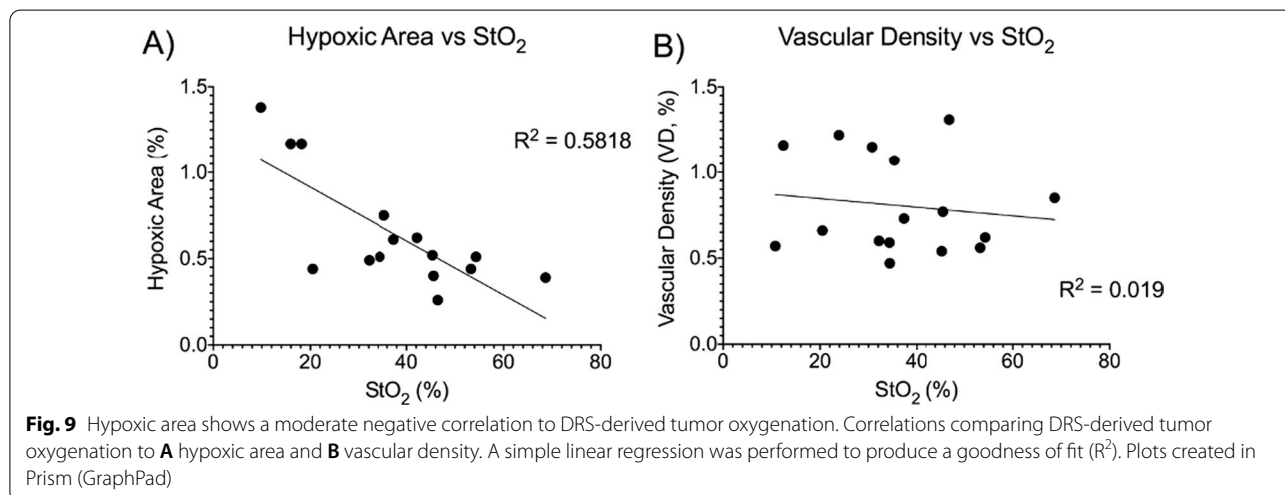 A)
Hypoxic Area vs StO₂
1.5
1.0
0.5
0.0
Hypoxic Area (%)
R² = 0.5818
0 20 40 60 80
StO₂ (%)
B)
Vascular Density vs StO₂
1.5
1.0
0.5
0.0
Vascular Density (VD, %)
R² = 0.019
0 20 40 60 80
StO₂ (%)
Fig. 9 Hypoxic area shows a moderate negative correlation to DRS-derived tumor oxygenation. Correlations comparing DRS-derived tumor
oxygenation to A hypoxic area and B vascular density. A simple linear regression was performed to produce a goodness of fit (R²). Plots created in
Prism (GraphPad)